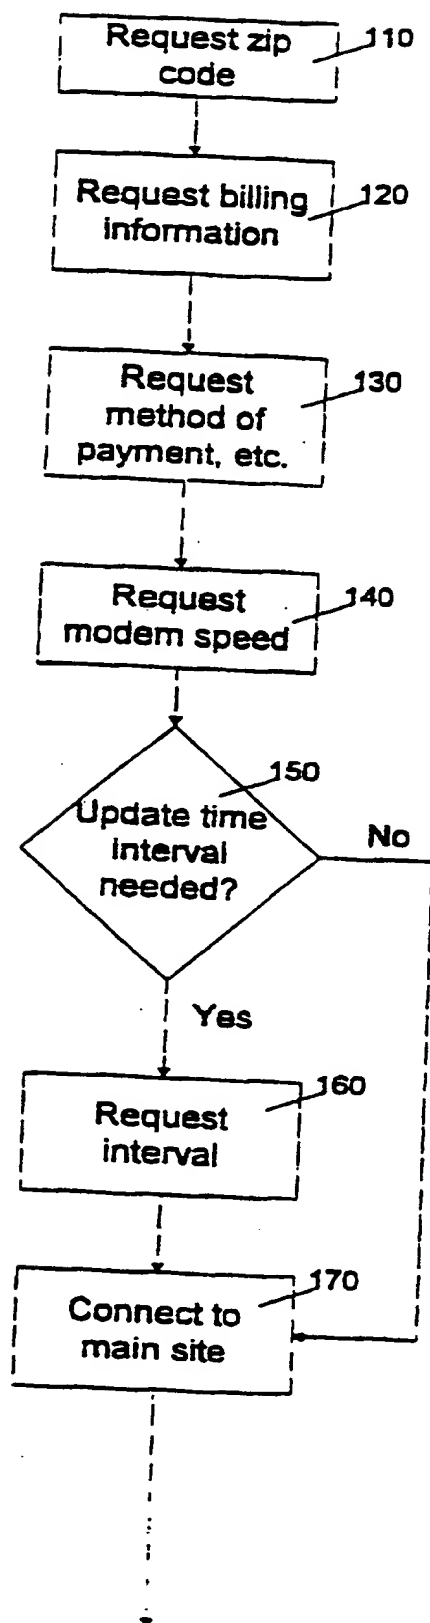 Request zip
code
110
Request billing
information
120
Request
method of
payment, etc.
130
Request
modem speed
140
Update time
interval
needed?
150
No
Yes
Request
interval
160
Connect to
main site
170